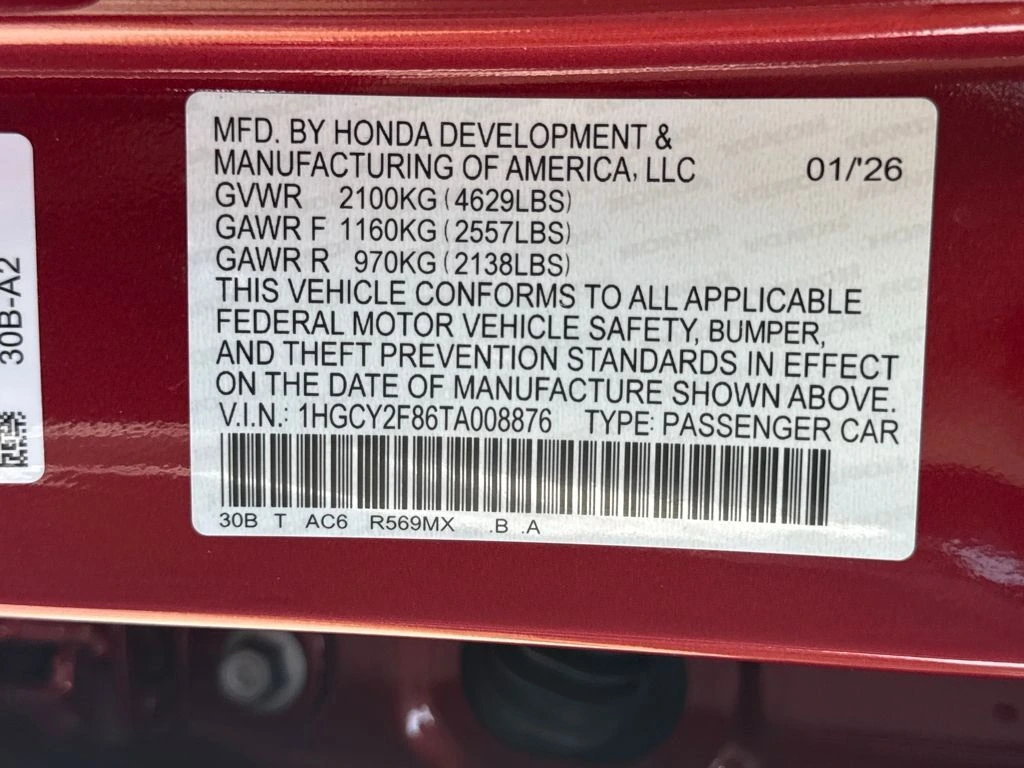 MFD. BY HONDA DEVELOPMENT &
MANUFACTURING OF AMERICA, LLC 01/'26
GVWR 2100KG (4629LBS)
GAWR F 1160KG (2557LBS)
GAWR R 970KG (2138LBS)
THIS VEHICLE CONFORMS TO ALL APPLICABLE
FEDERAL MOTOR VEHICLE SAFETY, BUMPER,
AND THEFT PREVENTION STANDARDS IN EFFECT
ON THE DATE OF MANUFACTURE SHOWN ABOVE.
V.I.N.: 1HGCY2F86TA008876 TYPE: PASSENGER CAR
30B T AC6 R569MX .B .A
30B-A2